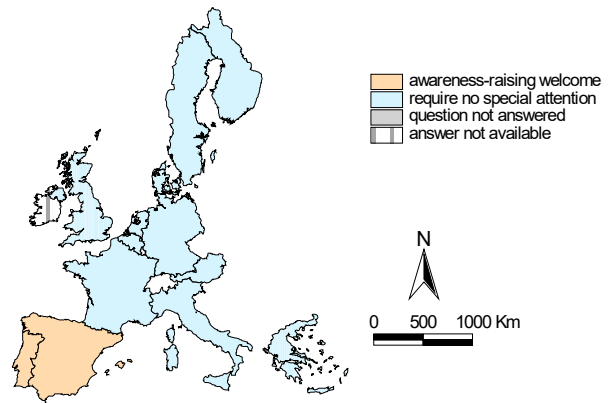 awareness-raising welcome
require no special attention
question not answered
answer not available
N
0 500 1000 Km